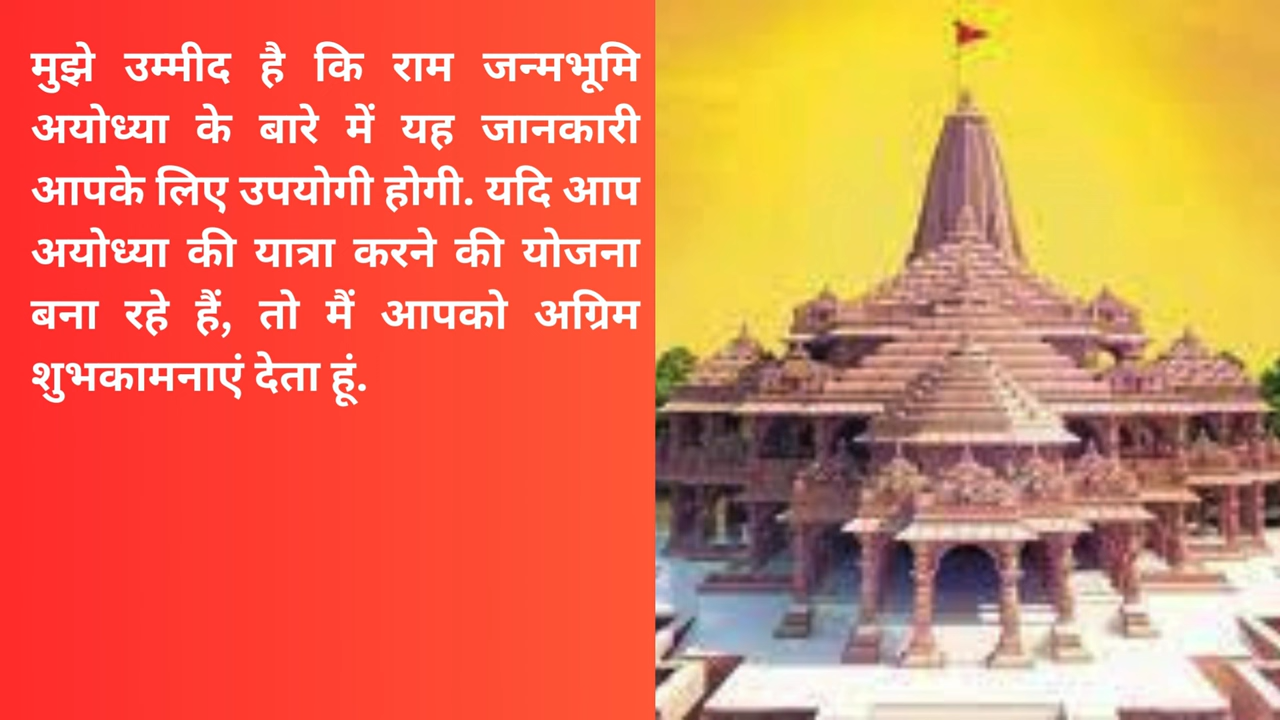 मुझे उम्मीद है कि राम जन्मभूमि
अयोध्या के बारे में यह जानकारी
आपके लिए उपयोगी होगी. यदि आप
अयोध्या की यात्रा करने की योजना
बना रहे हैं, तो मैं आपको अग्रिम
शुभकामनाएं देता हूं.